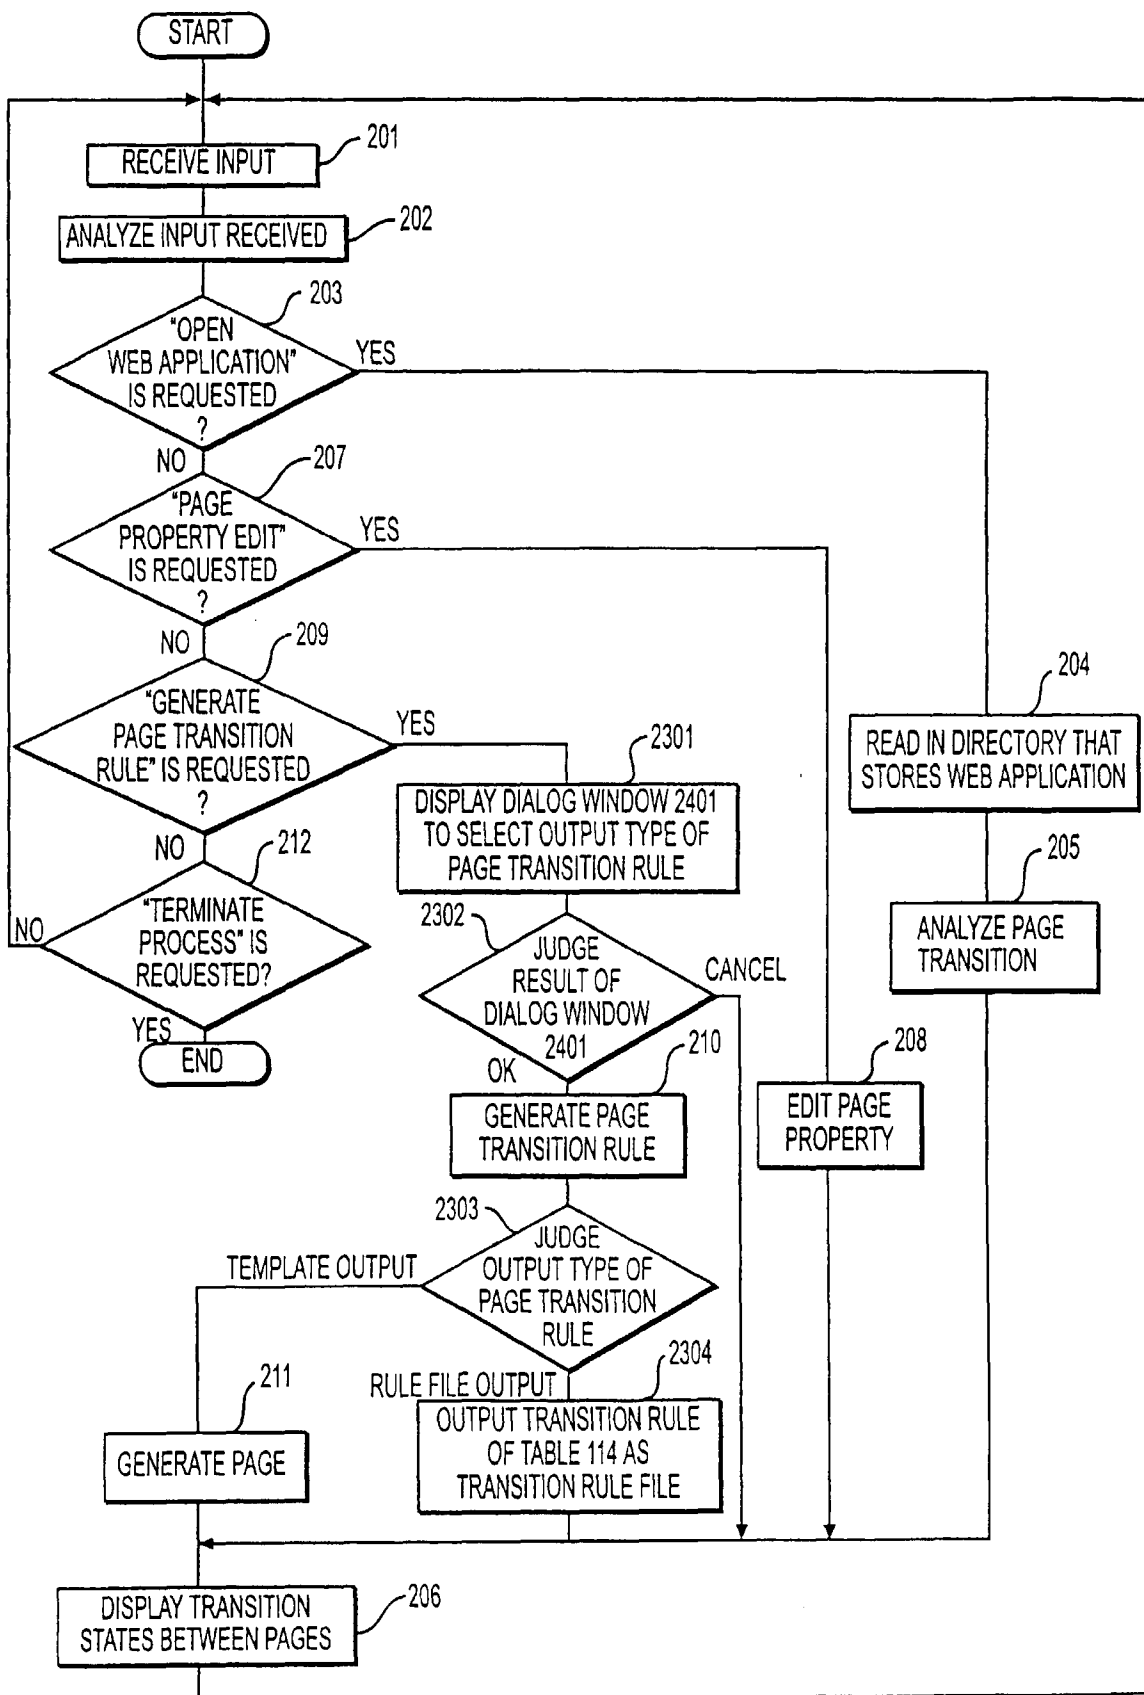 START
201
RECEIVE INPUT
202
ANALYZE INPUT RECEIVED
203
"OPEN
WEB APPLICATION"
IS REQUESTED
?
YES
NO
207
"PAGE
PROPERTY EDIT"
IS REQUESTED
?
YES
NO
209
"GENERATE
PAGE TRANSITION
RULE" IS REQUESTED
?
YES
NO
212
"TERMINATE
PROCESS" IS
REQUESTED?
NO
YES
END
2301
DISPLAY DIALOG WINDOW 2401
TO SELECT OUTPUT TYPE OF
PAGE TRANSITION RULE
2302
JUDGE
RESULT OF
DIALOG WINDOW
2401
CANCEL
OK
210
GENERATE PAGE
TRANSITION RULE
2303
JUDGE
OUTPUT TYPE OF
PAGE TRANSITION
RULE
TEMPLATE OUTPUT
RULE FILE OUTPUT
2304
OUTPUT TRANSITION RULE
OF TABLE 114 AS
TRANSITION RULE FILE
211
GENERATE PAGE
208
EDIT PAGE
PROPERTY
204
READ IN DIRECTORY THAT
STORES WEB APPLICATION
205
ANALYZE PAGE
TRANSITION
206
DISPLAY TRANSITION
STATES BETWEEN PAGES